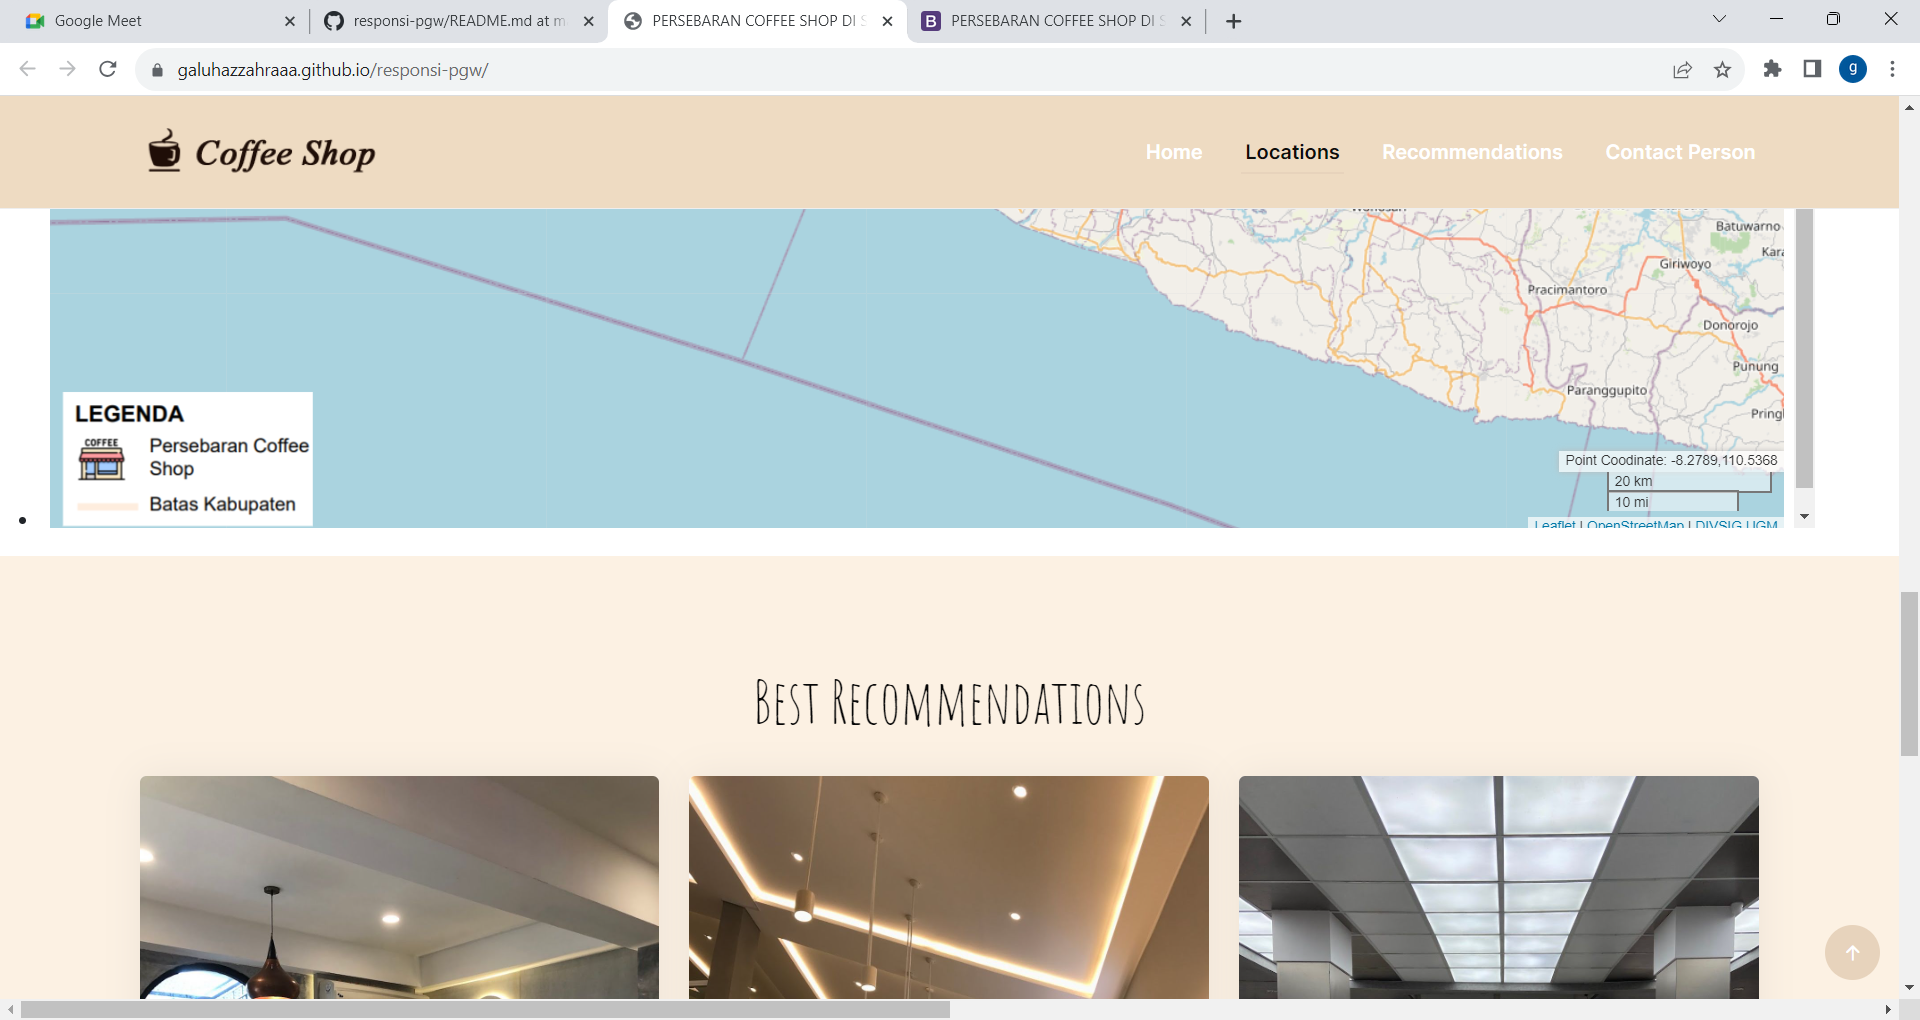 Google Meet
responsi-pgw/README.md at m
PERSEBARAN COFFEE SHOP DI S
B PERSEBARAN COFFEE SHOP DI S
galuhazzahraaa.github.io/responsi-pgw/
g
Coffee Shop
Home
Locations
Recommendations
Contact Person
Batuwarno
Kara
Giriwoyo
Pracimantoro
Donorojo
Punung
Paranggupito
Pringl
LEGENDA
COFFEE
Persebaran Coffee
Shop
Batas Kabupaten
Point Coodinate: -8.2789,110.5368
20 km
10 mi
Leaflet | OpenStreetMap | DIVSIG UGM
BEST RECOMMENDATIONS